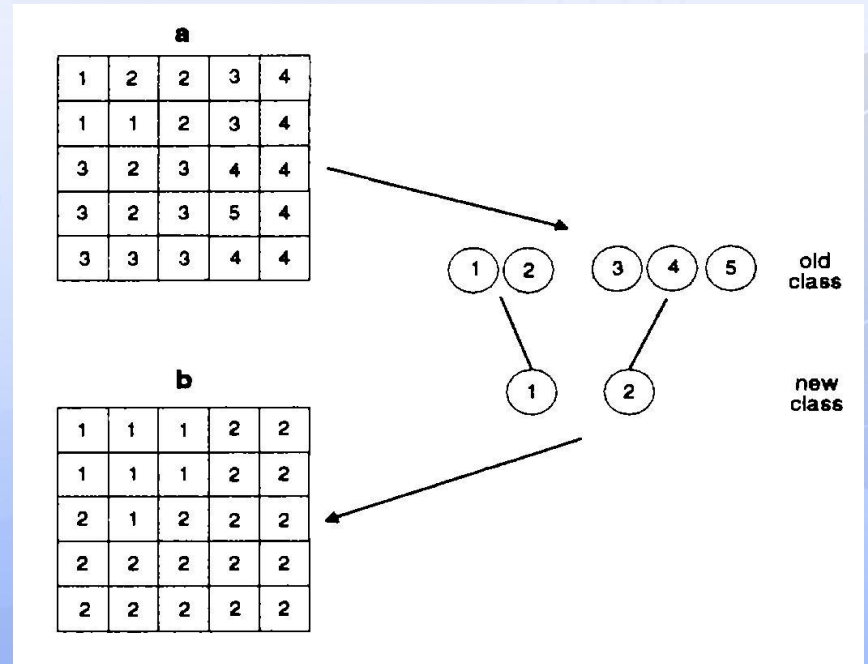 a
1 2 2 3 4
1 1 2 3 4
3 2 3 4 4
3 2 3 5 4
3 3 3 4 4
1 2 3 4 5 old class
1 2 new class
b
1 1 1 2 2
1 1 1 2 2
2 1 2 2 2
2 2 2 2 2
2 2 2 2 2